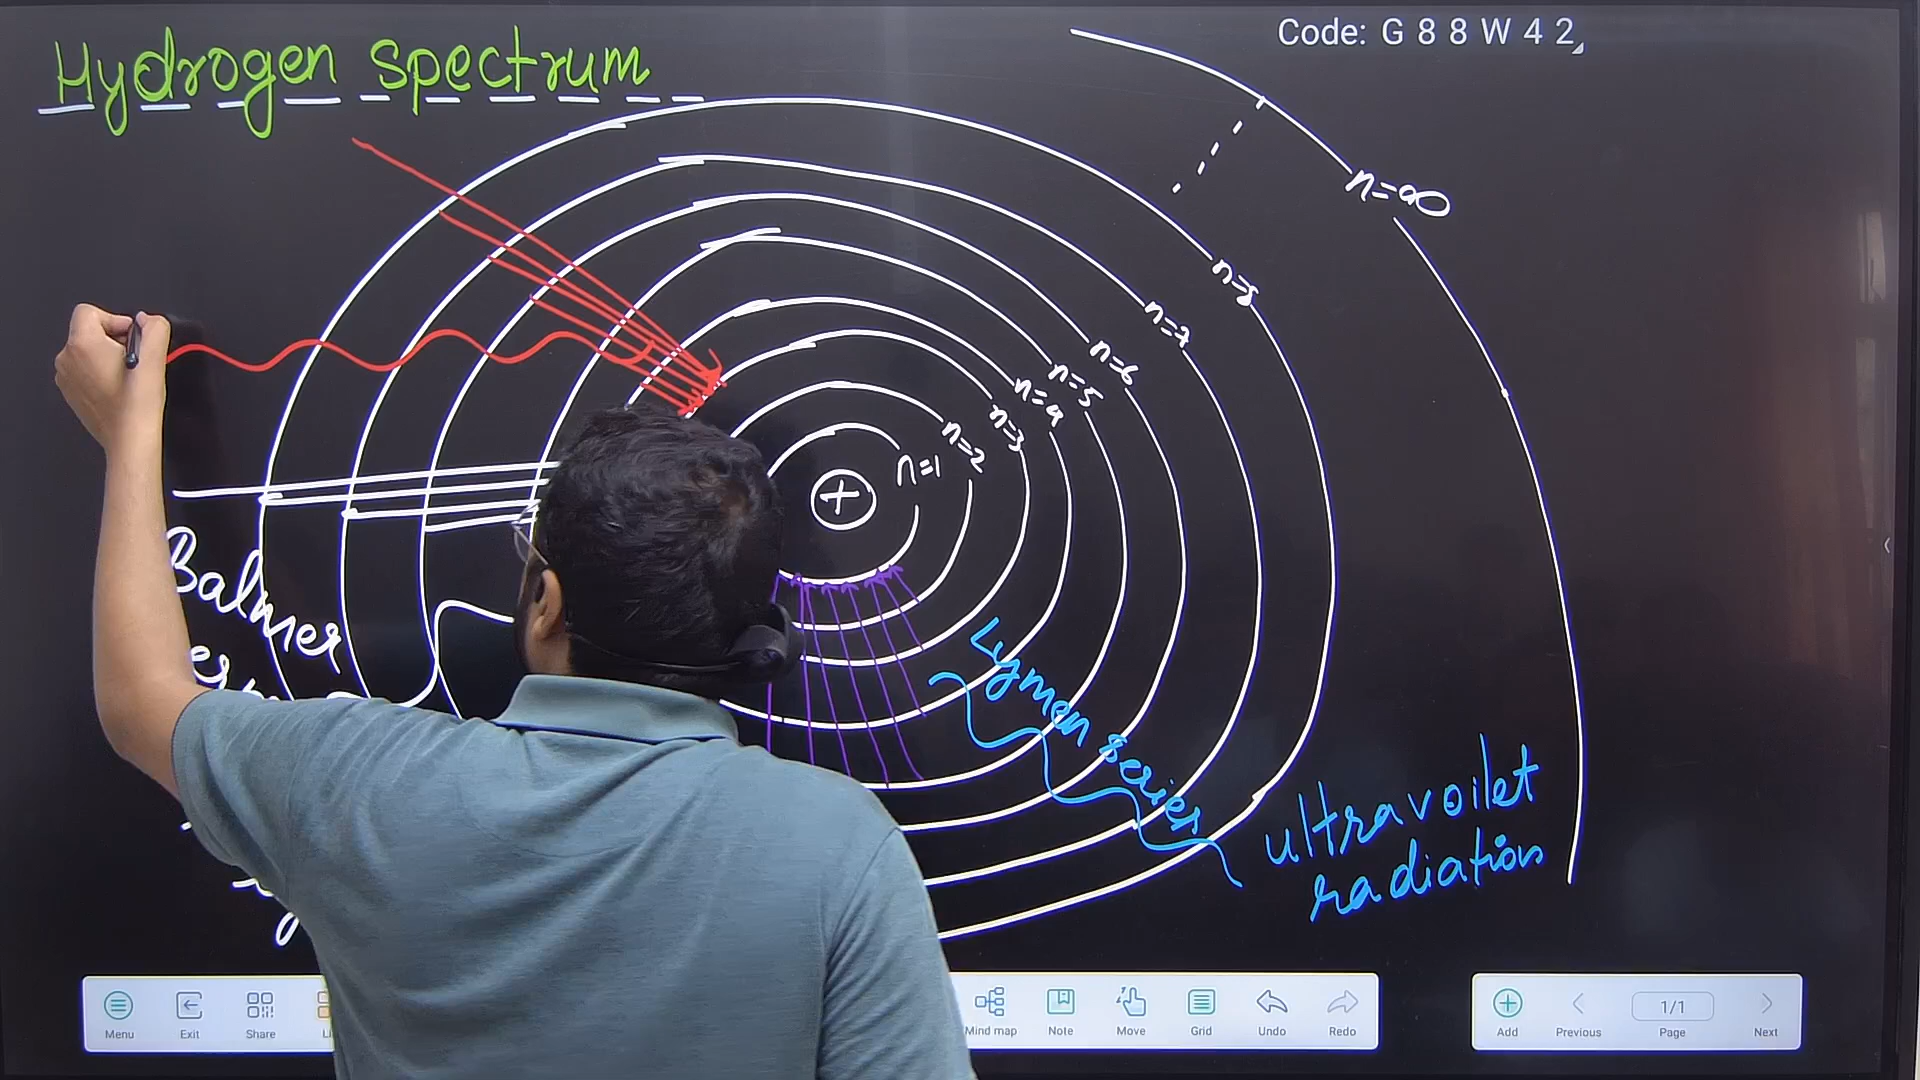 Hydrogen Spectrum
Code: G 8 8 W 4 2
n=∞
n=8
n=7
n=6
n=5
n=4
n=3
n=2
n=1
+
Balmer
Lymen Series
ultravoilet
radiation
Menu
Exit
Share
Mind map
Note
Move
Grid
Undo
Redo
Add
Previous
1/1
Page
Next